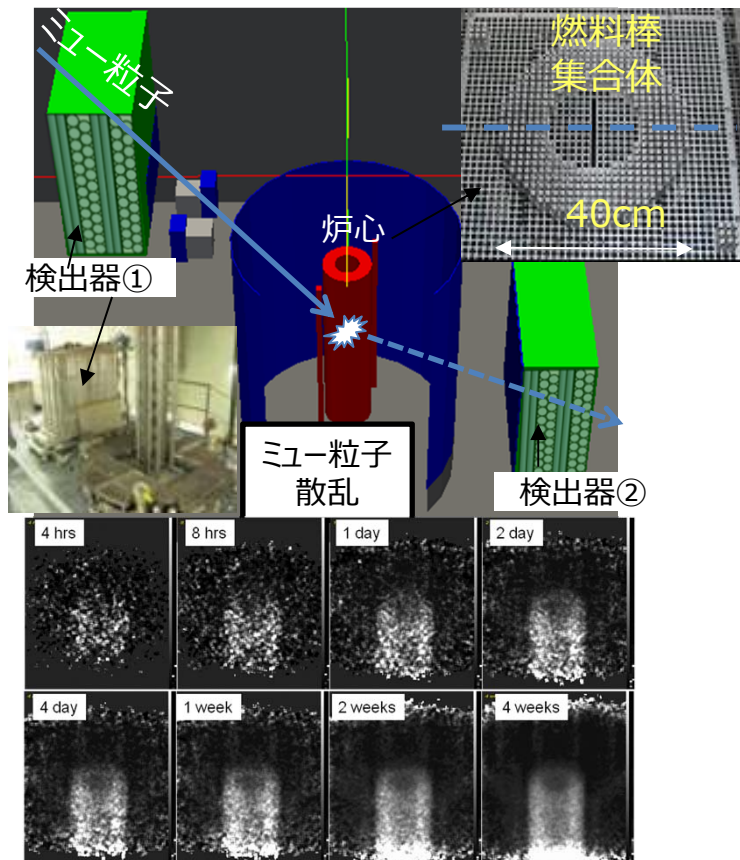 ミュー粒子
燃料棒
集合体
40cm
炉心
検出器①
ミュー粒子
散乱
検出器②
4 hrs
8 hrs
1 day
2 day
4 day
1 week
2 weeks
4 weeks